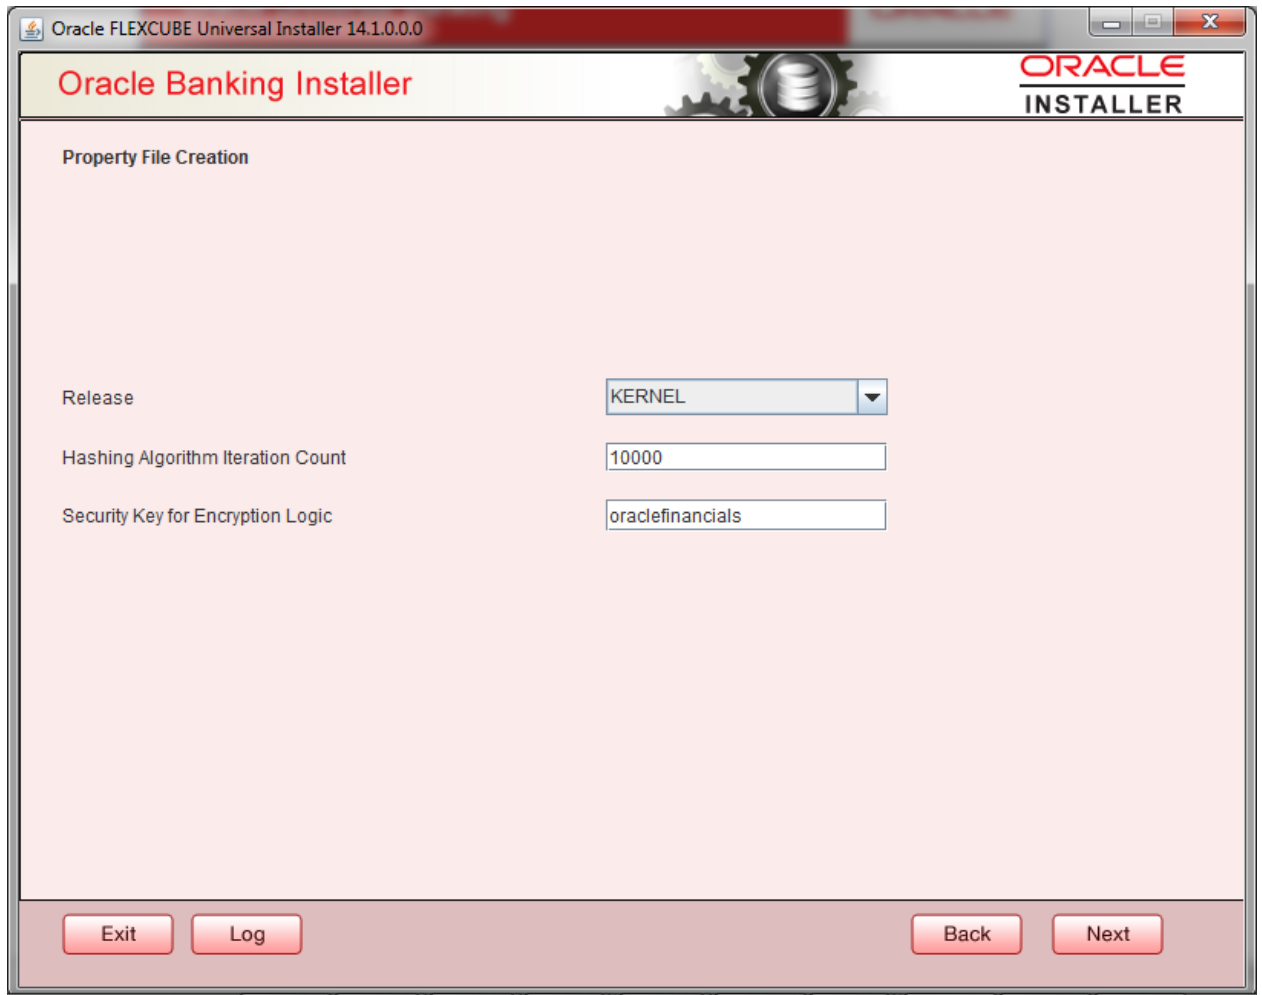 Oracle FLEXCUBE Universal Installer 14.1.0.0.0
Oracle Banking Installer
ORACLE
INSTALLER
Property File Creation
Release
KERNEL
Hashing Algorithm Iteration Count
10000
Security Key for Encryption Logic
oraclefinancials
Exit
Log
Back
Next